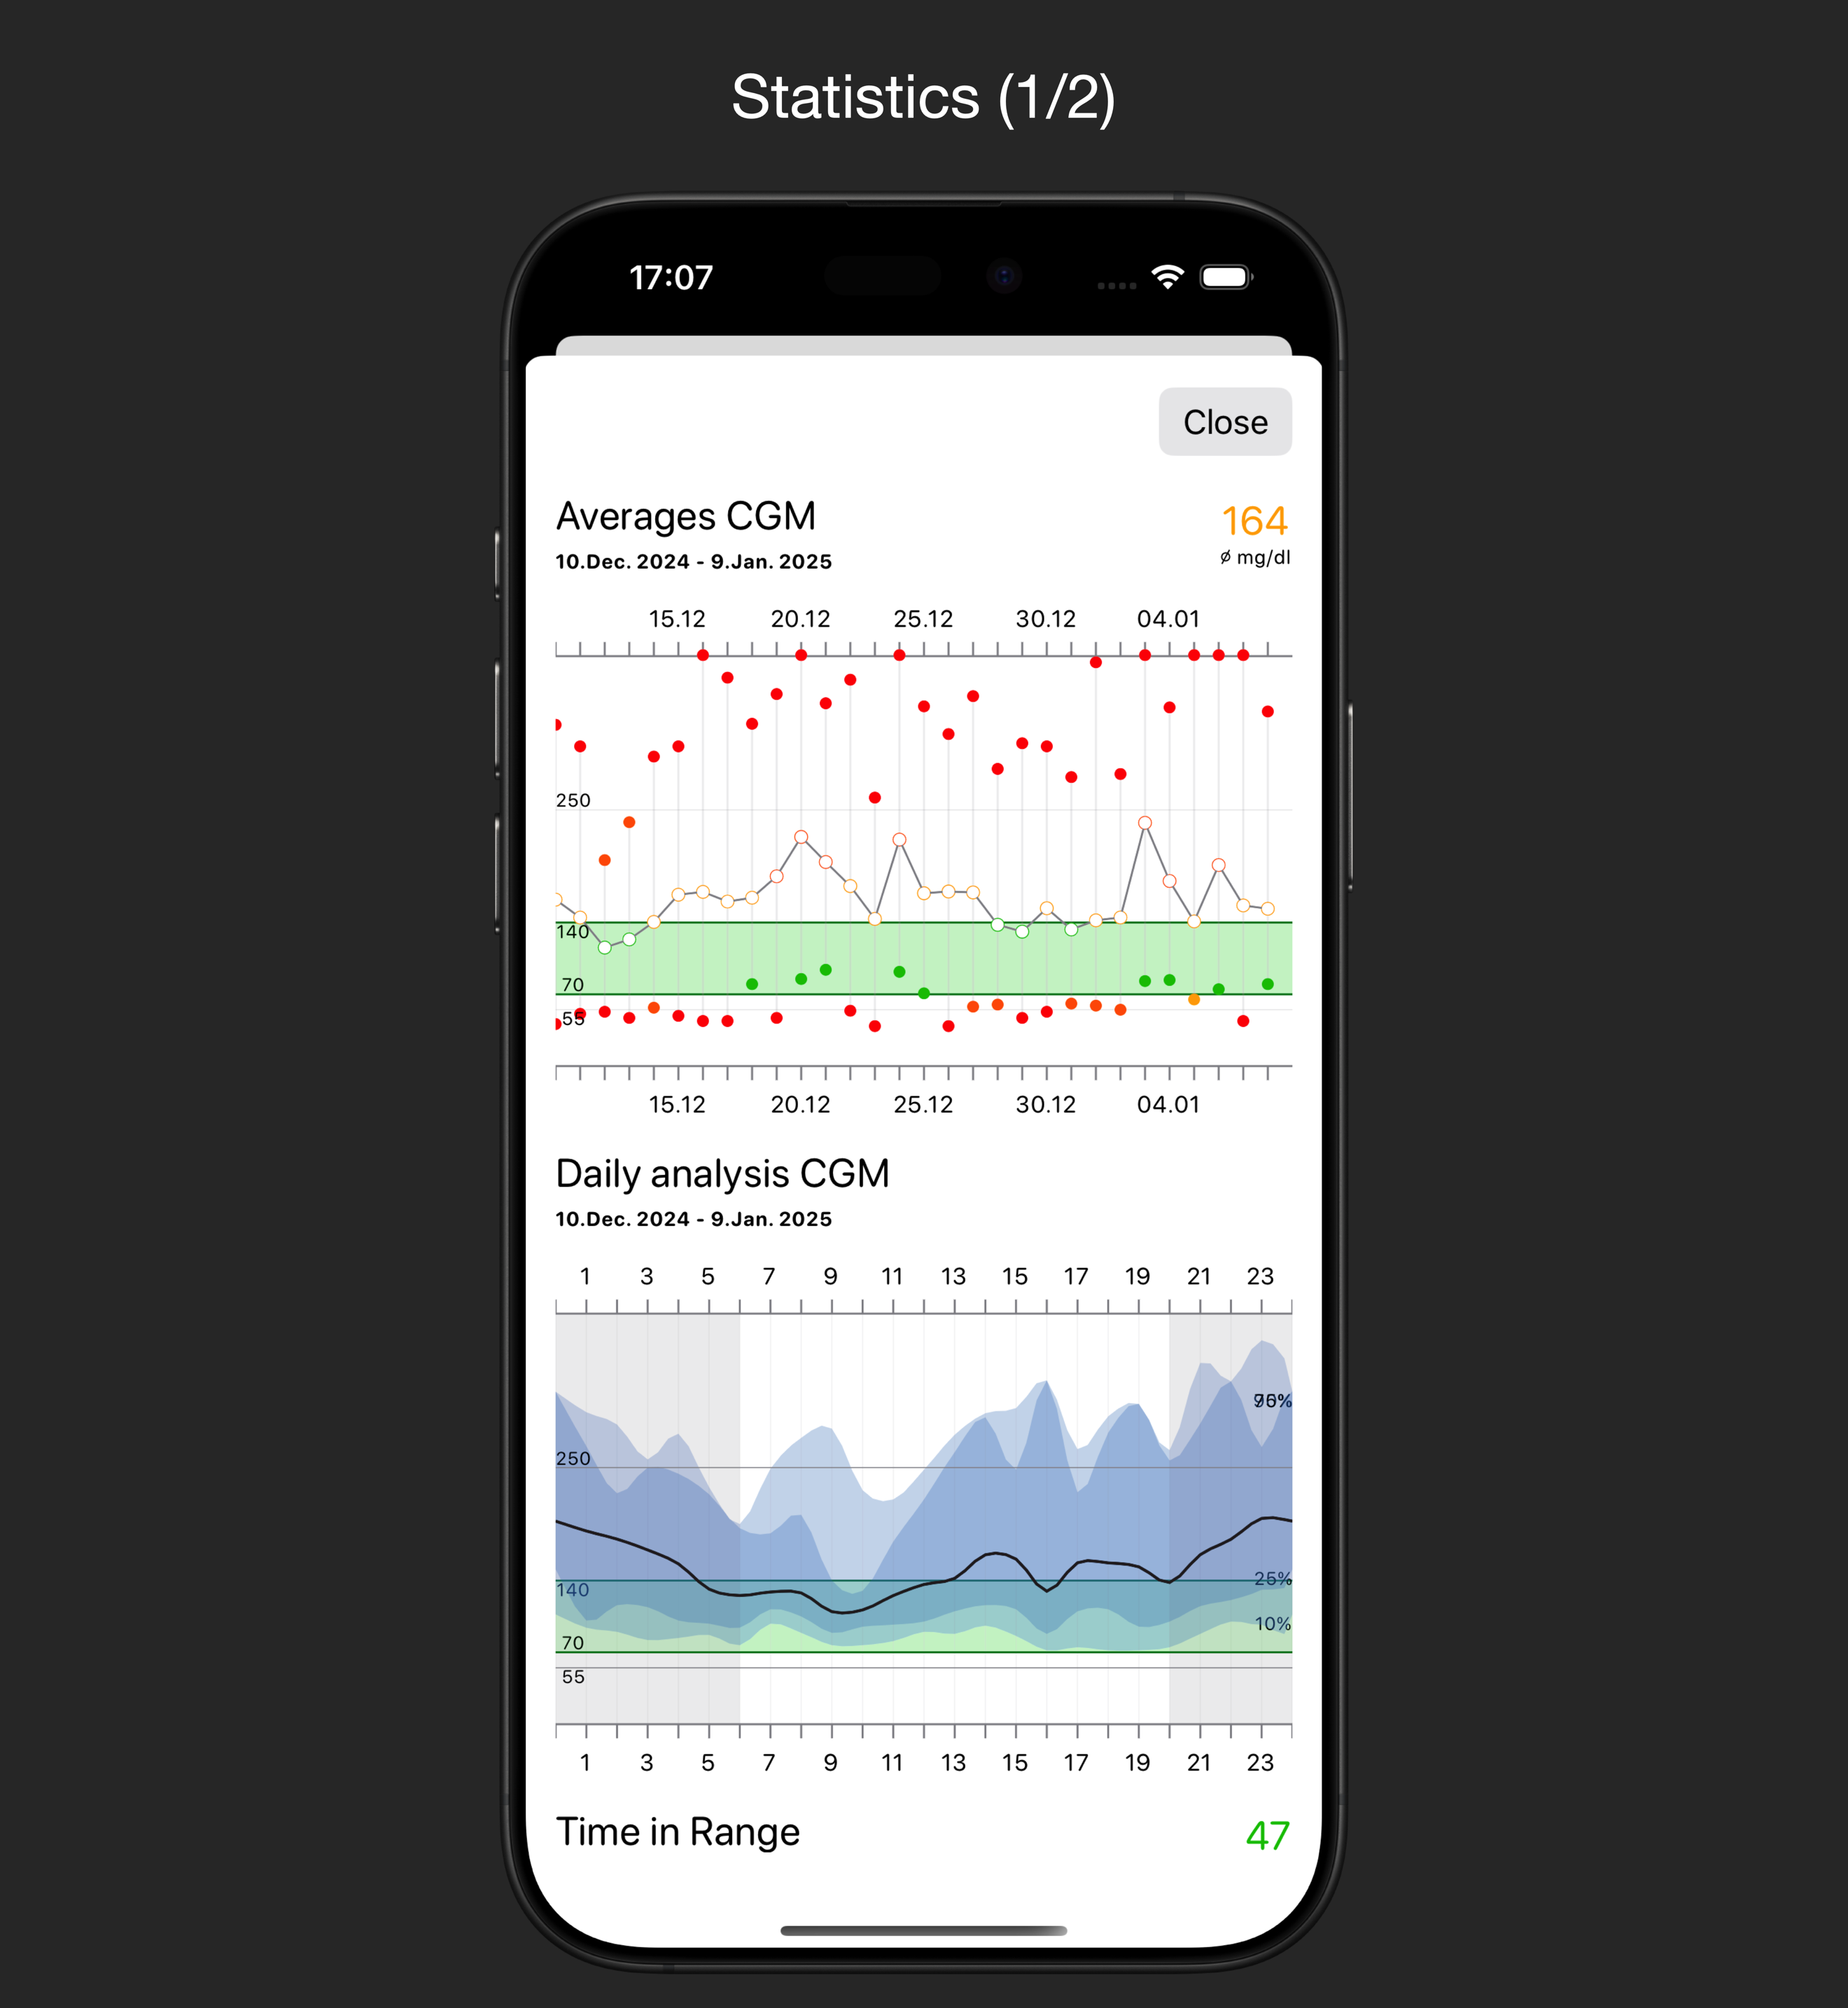 Statistics (1/2)
17:07
Close
Averages CGM
164
10.Dec. 2024 - 9.Jan. 2025
ø mg/dl
15.12 20.12 25.12 30.12 04.01
250
140
70
55
15.12 20.12 25.12 30.12 04.01
Daily analysis CGM
10.Dec. 2024 - 9.Jan. 2025
1 3 5 7 9 11 13 15 17 19 21 23
250
25%
140
10%
70
55
1 3 5 7 9 11 13 15 17 19 21 23
Time in Range 47